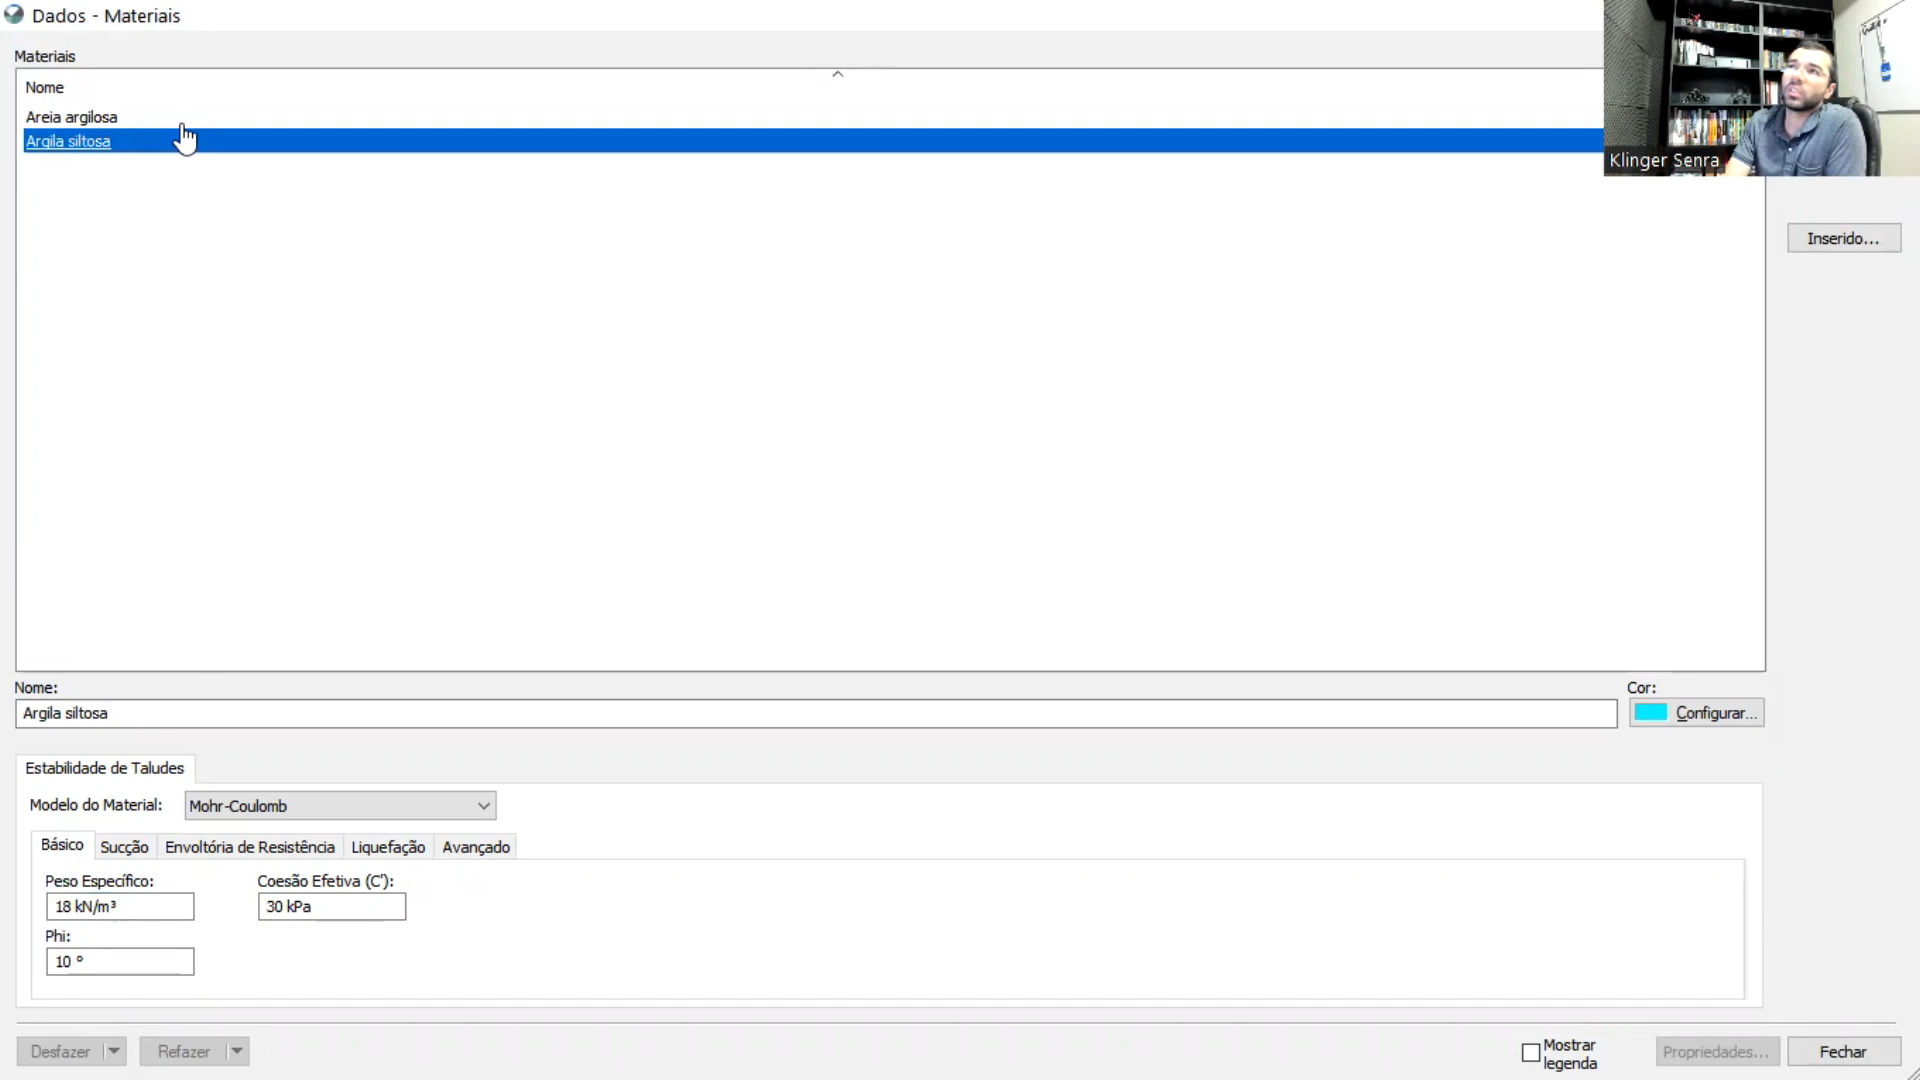 Dados - Materiais
Materiais
Nome
Areia argilosa
Argila siltosa
Klinger Senra
Inserido...
Nome:
Cor:
Argila siltosa
Configurar...
Estabilidade de Taludes
Modelo do Material:
Mohr-Coulomb
Básico
Sucção
Envoltória de Resistência
Liquefação
Avançado
Peso Específico:
Coesão Efetiva (C'):
18 kN/m³
30 kPa
Phi:
10 °
Desfazer
Refazer
Mostrar
legenda
Propriedades...
Fechar